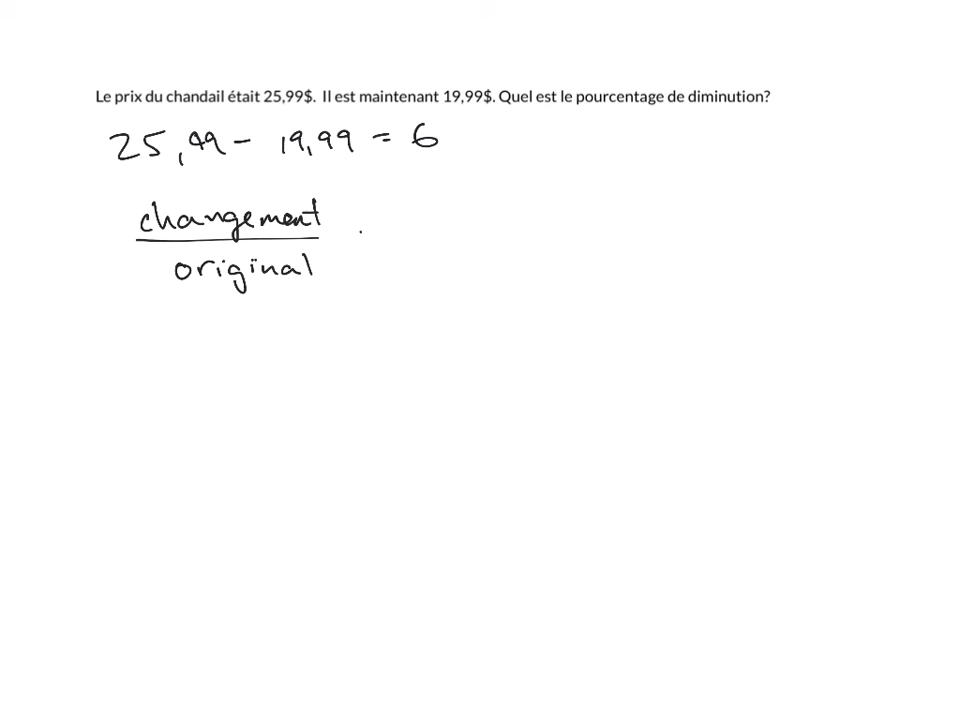 Le prix du chandail était 25,99$. Il est maintenant 19,99$. Quel est le pourcentage de diminution?
25,99 - 19,99 = 6
changement
original